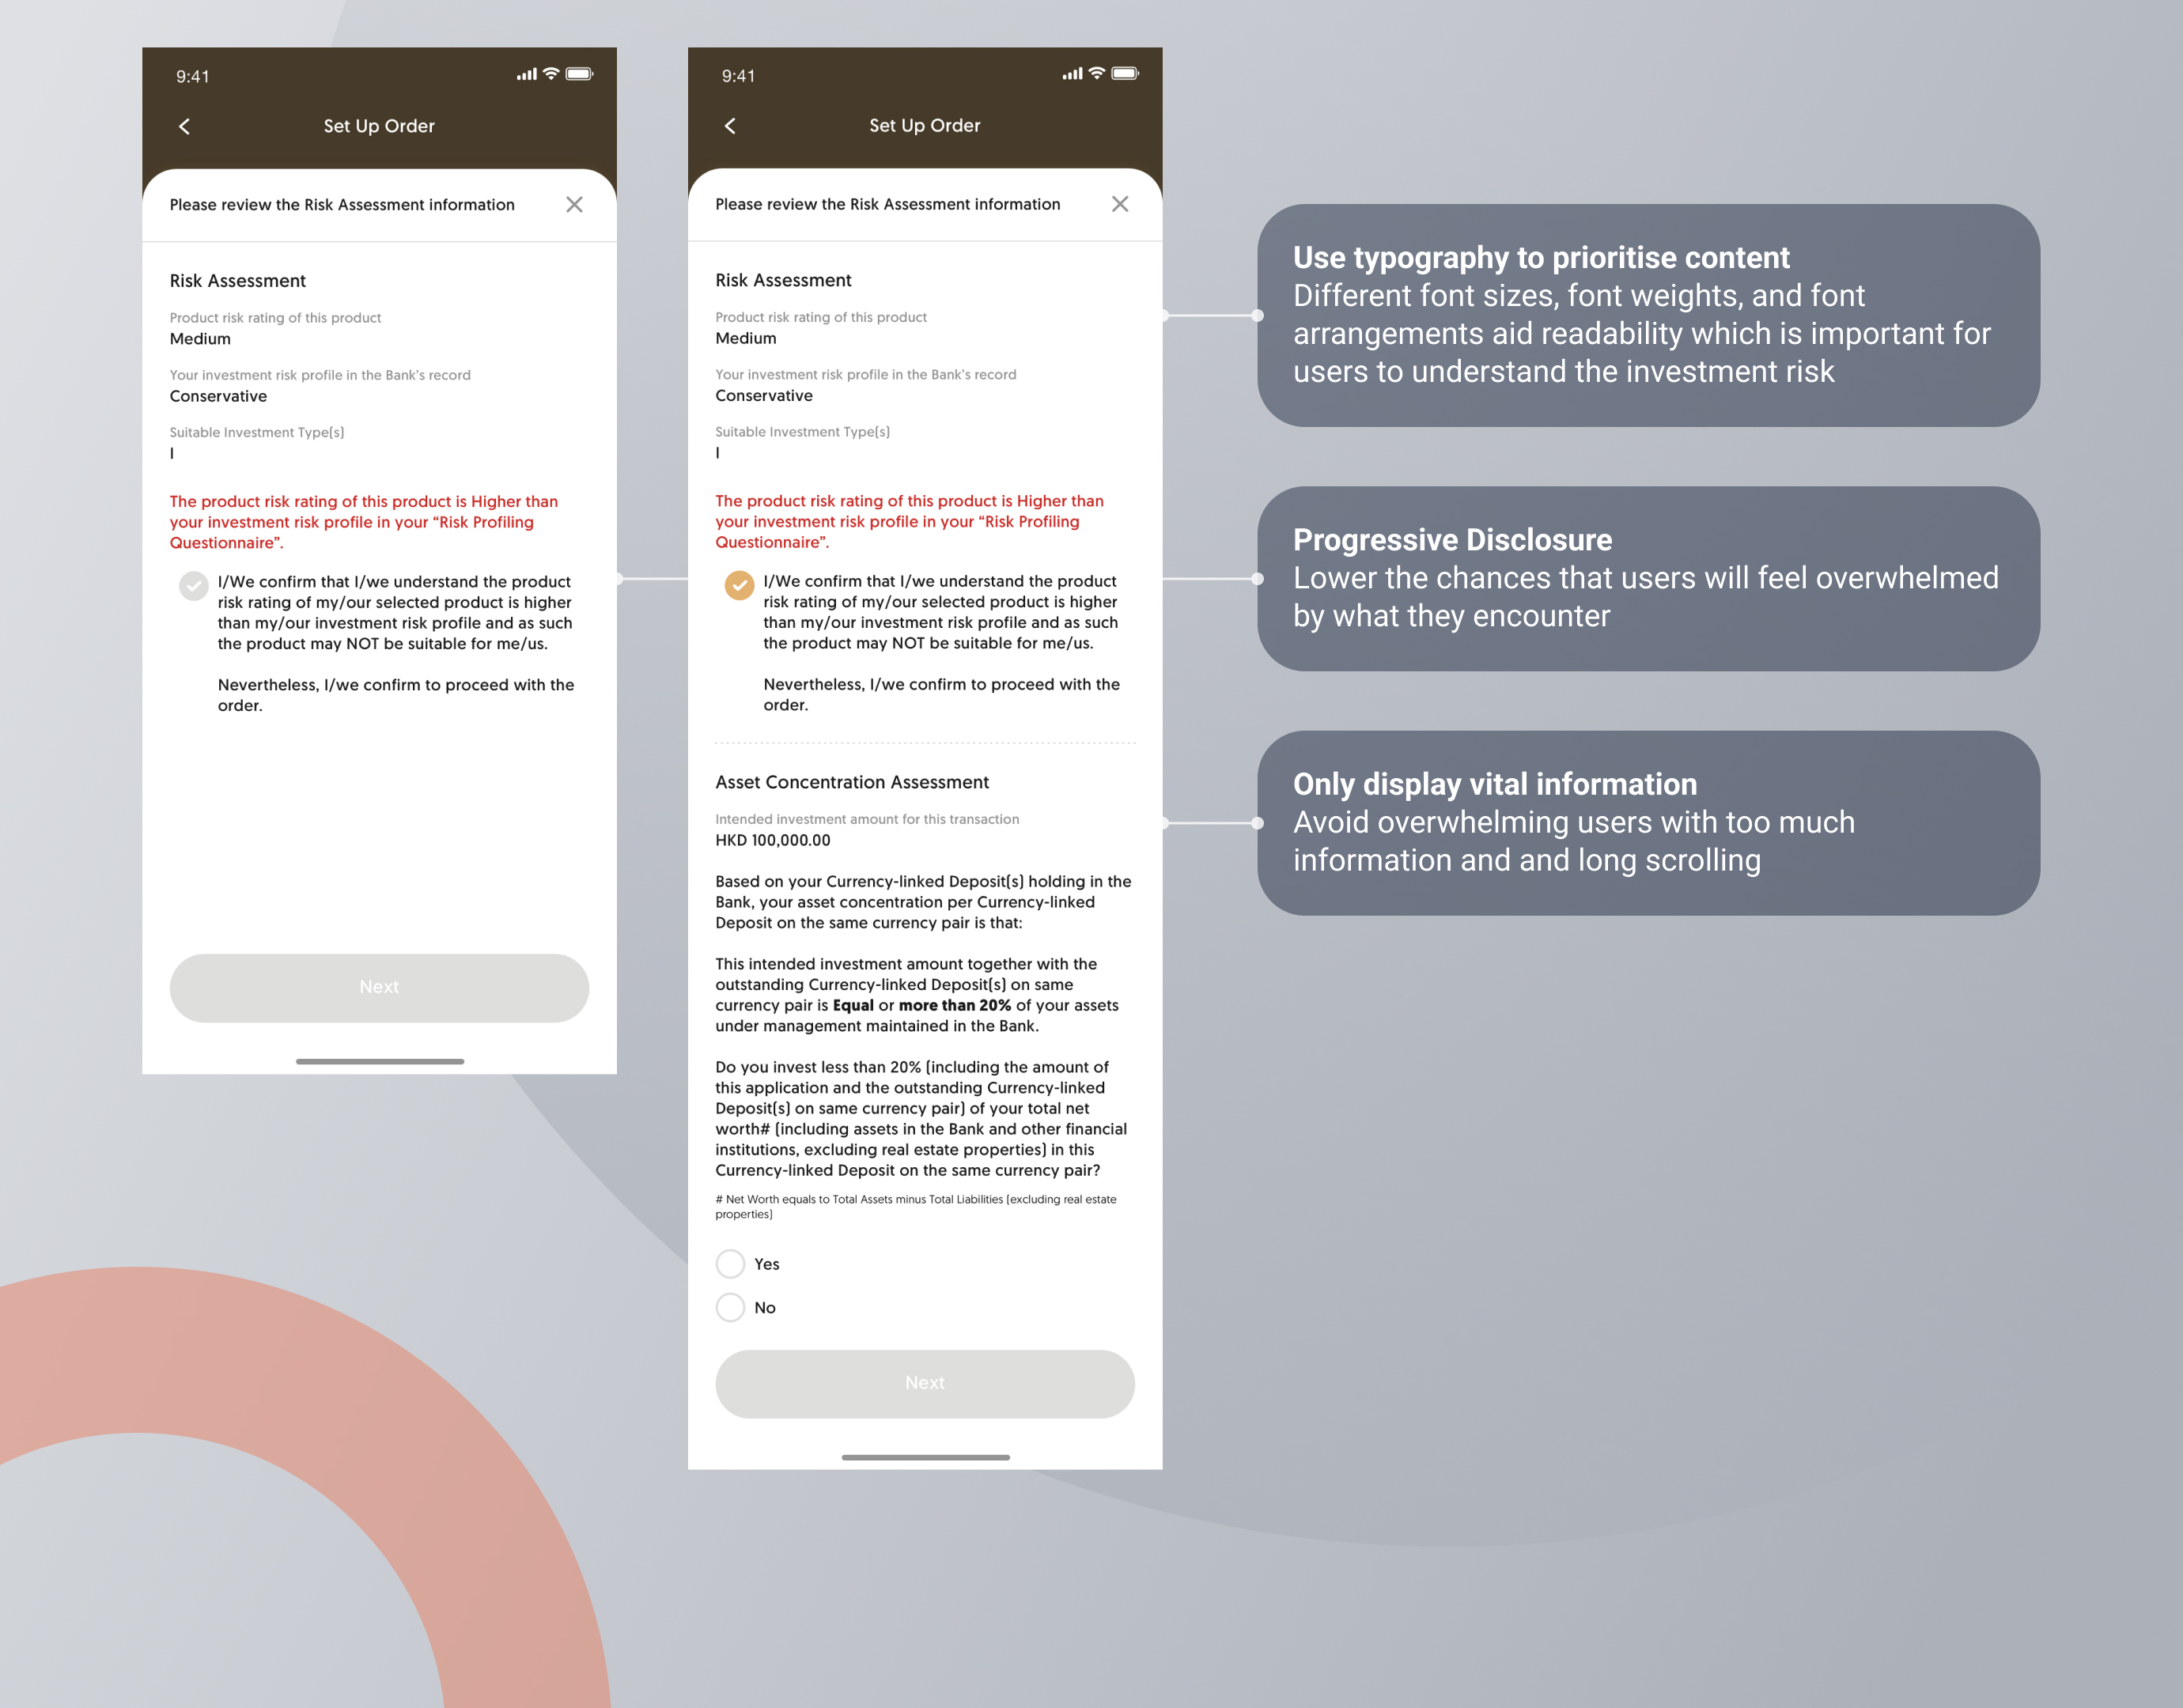 9:41
Set Up Order
Please review the Risk Assessment information
Risk Assessment
Product risk rating of this product
Medium
Your investment risk profile in the Bank's record
Conservative
Suitable Investment Type(s)
I
The product risk rating of this product is Higher than
your investment risk profile in your “Risk Profiling
Questionnaire”.
I/We confirm that I/we understand the product
risk rating of my/our selected product is higher
than my/our investment risk profile and as such
the product may NOT be suitable for me/us.
Nevertheless, I/we confirm to proceed with the
order.
Next
9:41
Set Up Order
Please review the Risk Assessment information
Risk Assessment
Product risk rating of this product
Medium
Your investment risk profile in the Bank's record
Conservative
Suitable Investment Type(s)
I
The product risk rating of this product is Higher than
your investment risk profile in your “Risk Profiling
Questionnaire”.
I/We confirm that I/we understand the product
risk rating of my/our selected product is higher
than my/our investment risk profile and as such
the product may NOT be suitable for me/us.
Nevertheless, I/we confirm to proceed with the
order.
Asset Concentration Assessment
Intended investment amount for this transaction
HKD 100,000.00
Based on your Currency-linked Deposit(s) holding in the
Bank, your asset concentration per Currency-linked
Deposit on the same currency pair is that:
This intended investment amount together with the
outstanding Currency-linked Deposit(s) on same
currency pair is Equal or more than 20% of your assets
under management maintained in the Bank.
Do you invest less than 20% (including the amount of
this application and the outstanding Currency-linked
Deposit(s) on same currency pair) of your total net
worth# (including assets in the Bank and other financial
institutions, excluding real estate properties) in this
Currency-linked Deposit on the same currency pair?
# Net Worth equals to Total Assets minus Total Liabilities (excluding real estate
properties)
Yes
No
Next
Use typography to prioritise content
Different font sizes, font weights, and font
arrangements aid readability which is important for
users to understand the investment risk
Progressive Disclosure
Lower the chances that users will feel overwhelmed
by what they encounter
Only display vital information
Avoid overwhelming users with too much
information and and long scrolling